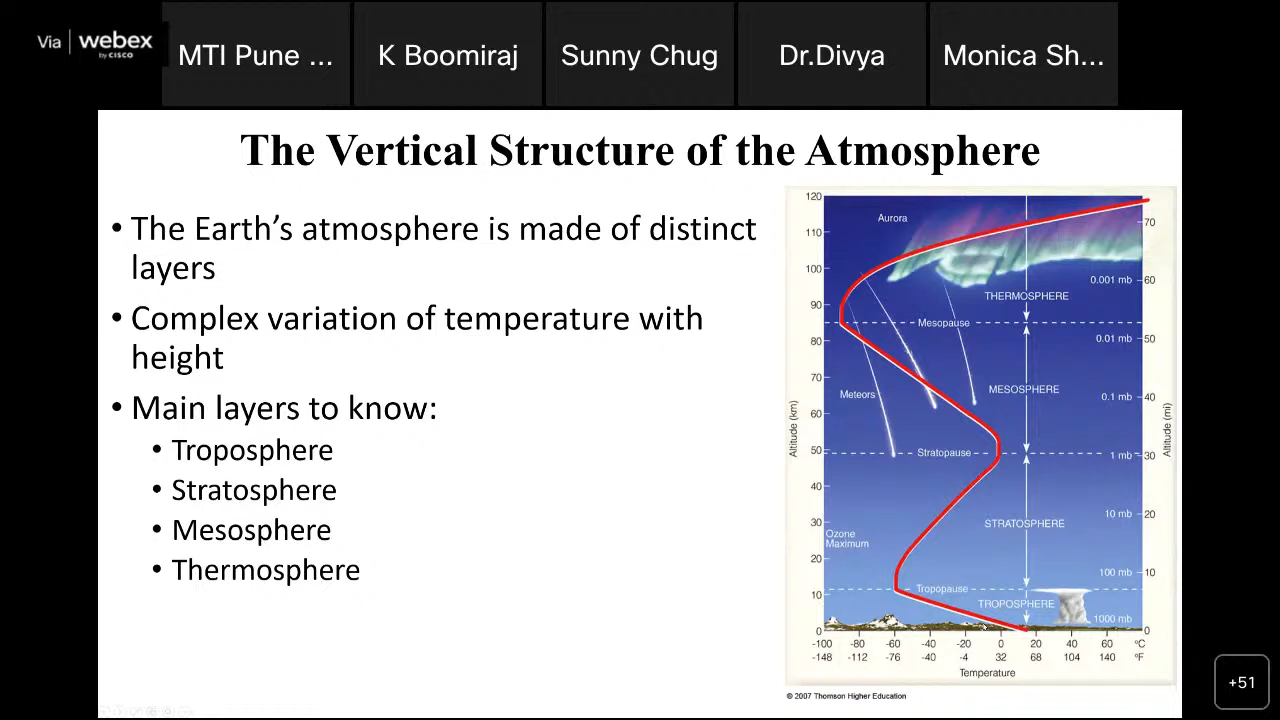 Via webex
by CISCO
MTI Pune ...
K Boomiraj
Sunny Chug
Dr.Divya
Monica Sh...
The Vertical Structure of the Atmosphere
• The Earth's atmosphere is made of distinct
layers
• Complex variation of temperature with
height
• Main layers to know:
• Troposphere
• Stratosphere
• Mesosphere
• Thermosphere
120
110
100
90
80
70
60
50
40
30
20
10
0
Altitude (km)
Aurora
THERMOSPHERE
Mesopause
MESOSPHERE
Meteors
Stratopause
STRATOSPHERE
Ozone
Maximum
Tropopause
TROPOSPHERE
0.001 mb
0.01 mb
0.1 mb
1 mb
10 mb
100 mb
1000 mb
70
60
50
40
30
20
10
0
Altitude (mi)
-100 -80 -60 -40 -20 0 20 40 60 °C
-148 -112 -76 -40 -4 32 68 104 140 °F
Temperature
© 2007 Thomson Higher Education
+51